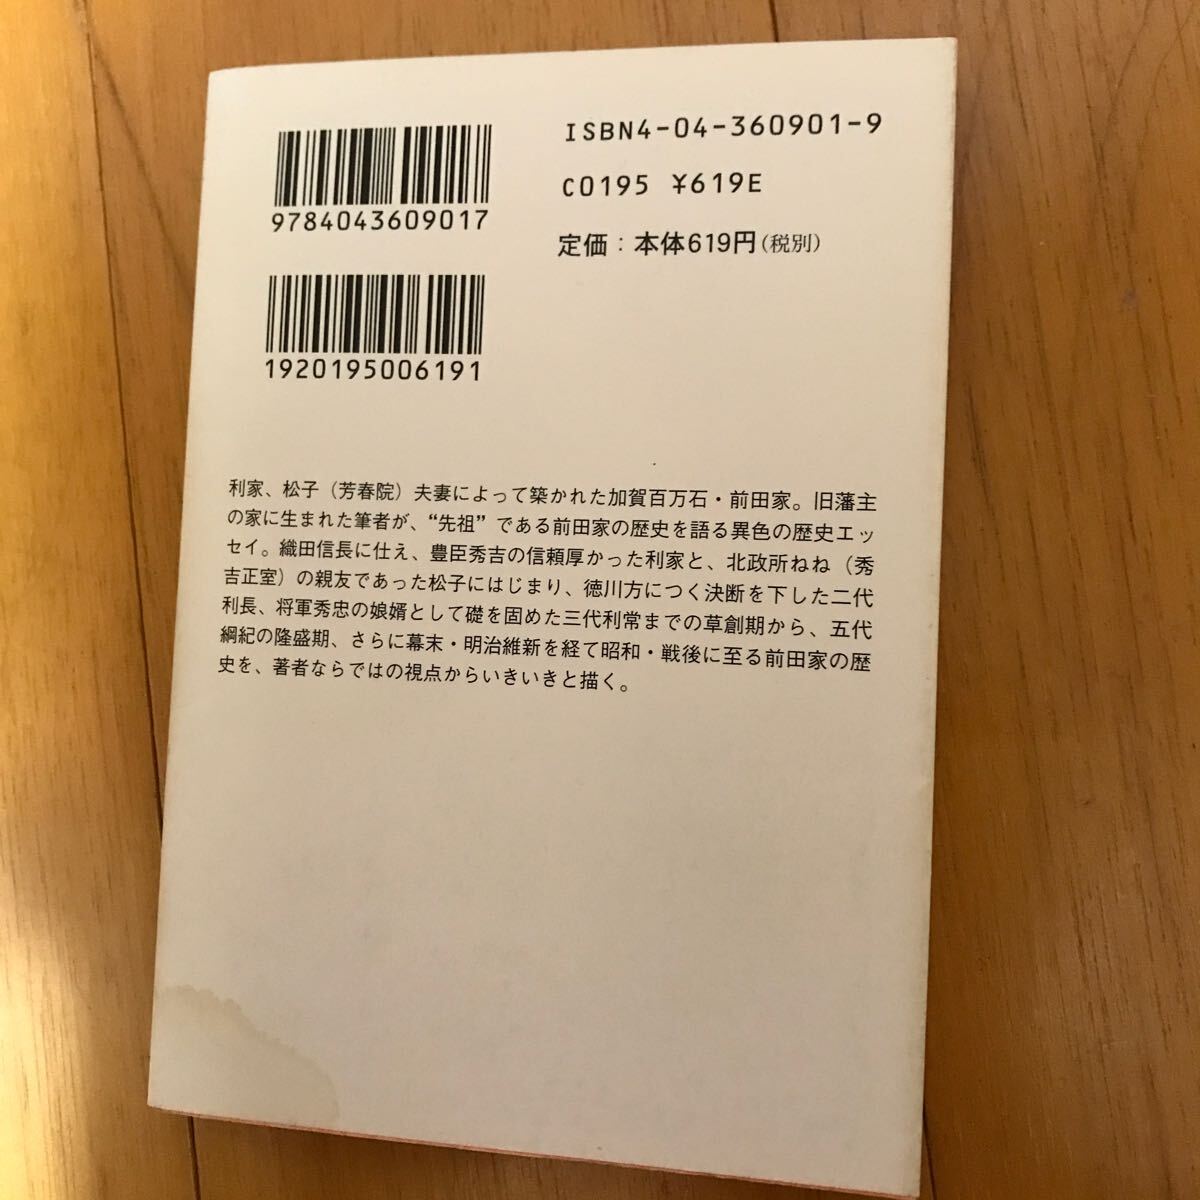 ISBN4-04-360901-9
C0195 ¥619E
定価：本体619円（税別）
9784043609017
1920195006191
利家、松子（芳春院）夫妻によって築かれた加賀百万石・前田家。旧藩主
の家に生まれた筆者が、“先祖”である前田家の歴史を語る異色の歴史エッ
セイ。織田信長に仕え、豊臣秀吉の信頼厚かった利家と、北政所ねね（秀
吉正室）の親友であった松子にはじまり、徳川方につく決断を下した二代
利長、将軍秀忠の娘婿として礎を固めた三代利常までの草創期から、五代
綱紀の隆盛期、さらに幕末・明治維新を経て昭和・戦後に至る前田家の歴
史を、著者ならではの視点からいきいきと描く。